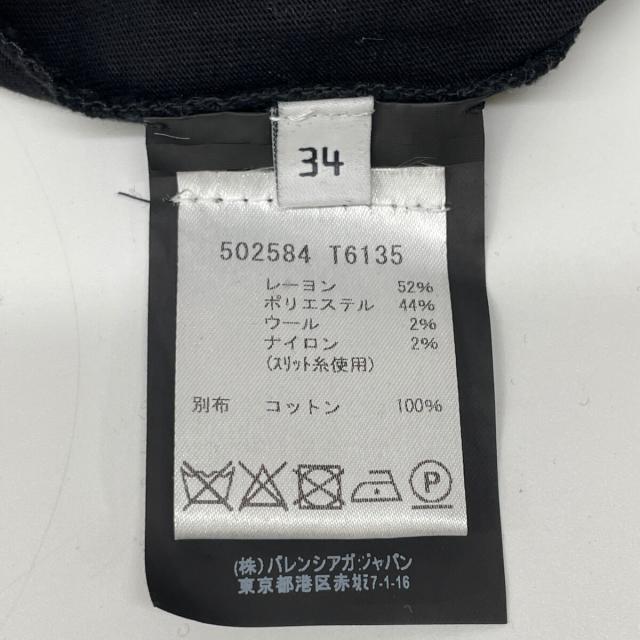 34
502584 T6135
レーヨン 52%
ポリエステル 44%
ウール 2%
ナイロン 2%
(スリット糸使用)
別布 コットン 100%
P
(株)バレンシアガジャパン
東京都港区赤坂7-1-16